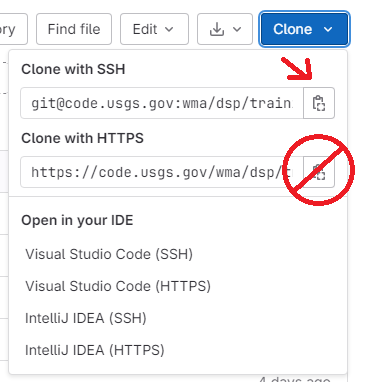 ry
Find file
Edit
Clone
Clone with SSH
git@code.usgs.gov:wma/dsp/train
Clone with HTTPS
https://code.usgs.gov/wma/dsp/t
Open in your IDE
Visual Studio Code (SSH)
Visual Studio Code (HTTPS)
IntelliJ IDEA (SSH)
IntelliJ IDEA (HTTPS)
4 days ago